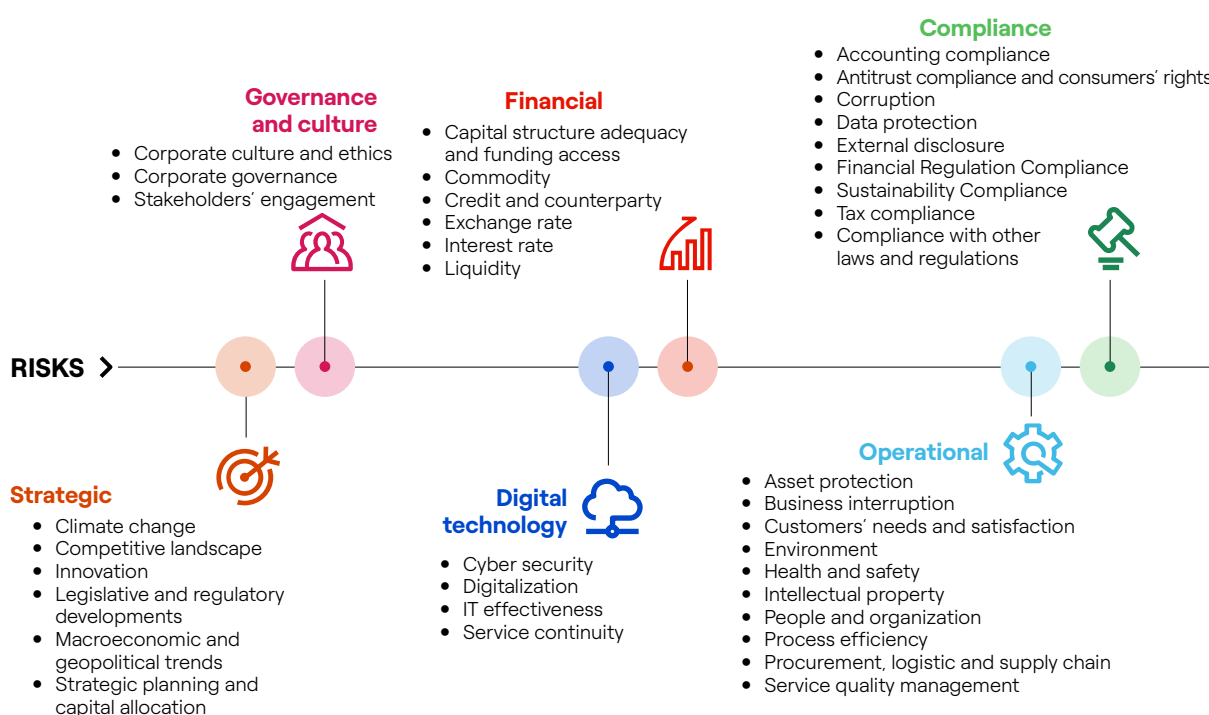 Compliance
• Accounting compliance
• Antitrust compliance and consumers’ rights
• Corruption
• Data protection
• External disclosure
• Financial Regulation Compliance
• Sustainability Compliance
• Tax compliance
• Compliance with other
laws and regulations
Governance
and culture
• Corporate culture and ethics
• Corporate governance
• Stakeholders’ engagement
Financial
• Capital structure adequacy
and funding access
• Commodity
• Credit and counterparty
• Exchange rate
• Interest rate
• Liquidity
RISKS
Strategic
• Climate change
• Competitive landscape
• Innovation
• Legislative and regulatory
developments
• Macroeconomic and
geopolitical trends
• Strategic planning and
capital allocation
Digital
technology
• Cyber security
• Digitalization
• IT effectiveness
• Service continuity
Operational
• Asset protection
• Business interruption
• Customers’ needs and satisfaction
• Environment
• Health and safety
• Intellectual property
• People and organization
• Process efficiency
• Procurement, logistic and supply chain
• Service quality management